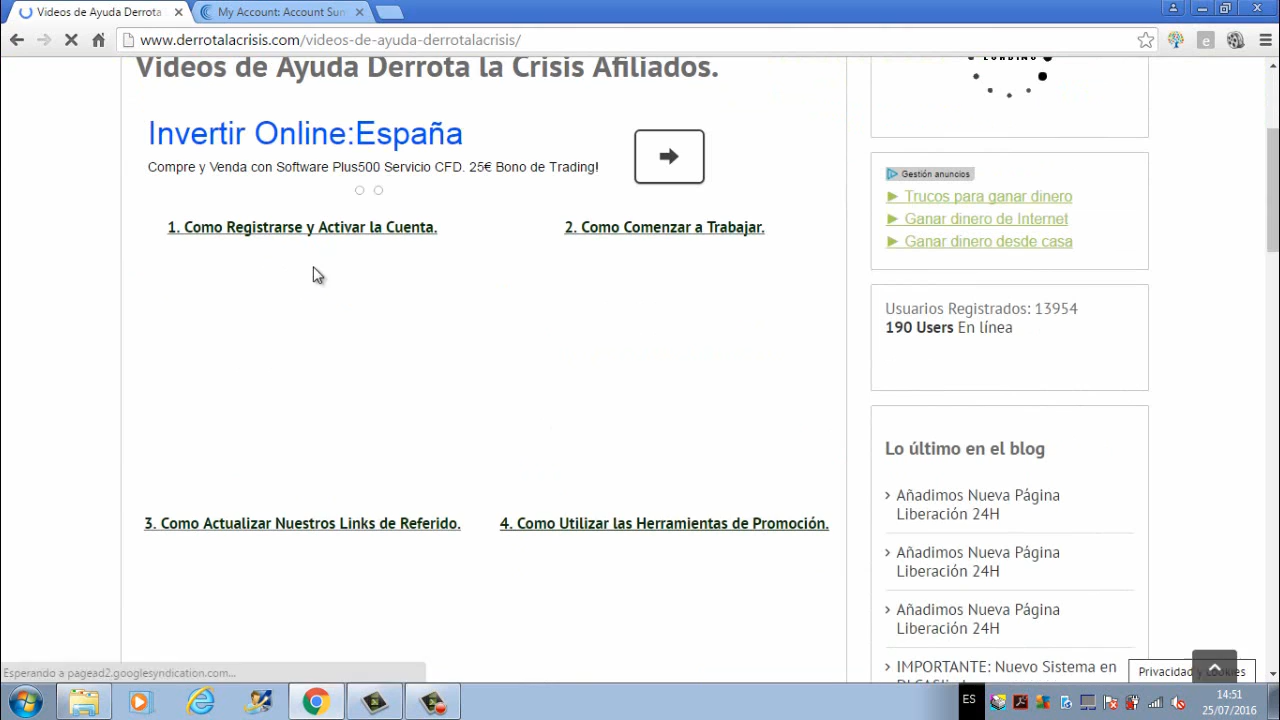 Videos de Ayuda Derrota
My Account: Account Sum
www.derrotalacrisis.com/videos-de-ayuda-derrotalacrisis/
Videos de Ayuda Derrota la Crisis Afiliados.
Invertir Online:España
Compre y Venda con Software Plus500 Servicio CFD. 25€ Bono de Trading!
1. Como Registrarse y Activar la Cuenta.
2. Como Comenzar a Trabajar.
3. Como Actualizar Nuestros Links de Referido.
4. Como Utilizar las Herramientas de Promoción.
LOADING
Gestión anuncios
► Trucos para ganar dinero
► Ganar dinero de Internet
► Ganar dinero desde casa
Usuarios Registrados: 13954
190 Users En línea
Lo último en el blog
Añadimos Nueva Página
Liberación 24H
Añadimos Nueva Página
Liberación 24H
Añadimos Nueva Página
Liberación 24H
IMPORTANTE: Nuevo Sistema en
Privacidad y cookies
Esperando a pagead2.googlesyndication.com...
ES
14:51
25/07/2016